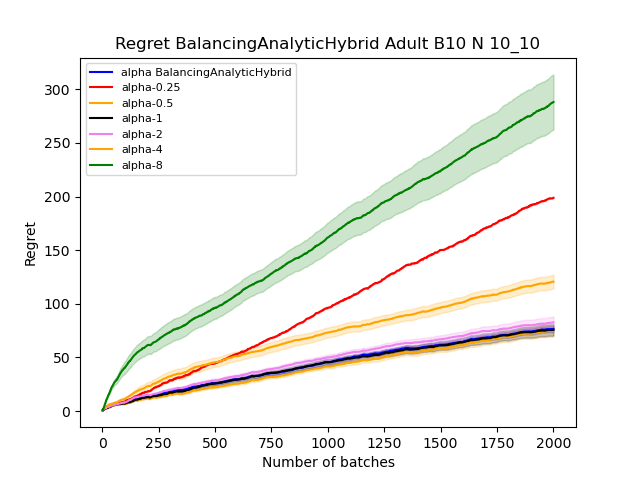 Regret BalancingAnalyticHybrid Adult B10 N 10_10
alpha BalancingAnalyticHybrid
alpha-0.25
alpha-0.5
alpha-1
alpha-2
alpha-4
alpha-8
300
250
200
150
100
50
0
Regret
0 250 500 750 1000 1250 1500 1750 2000
Number of batches